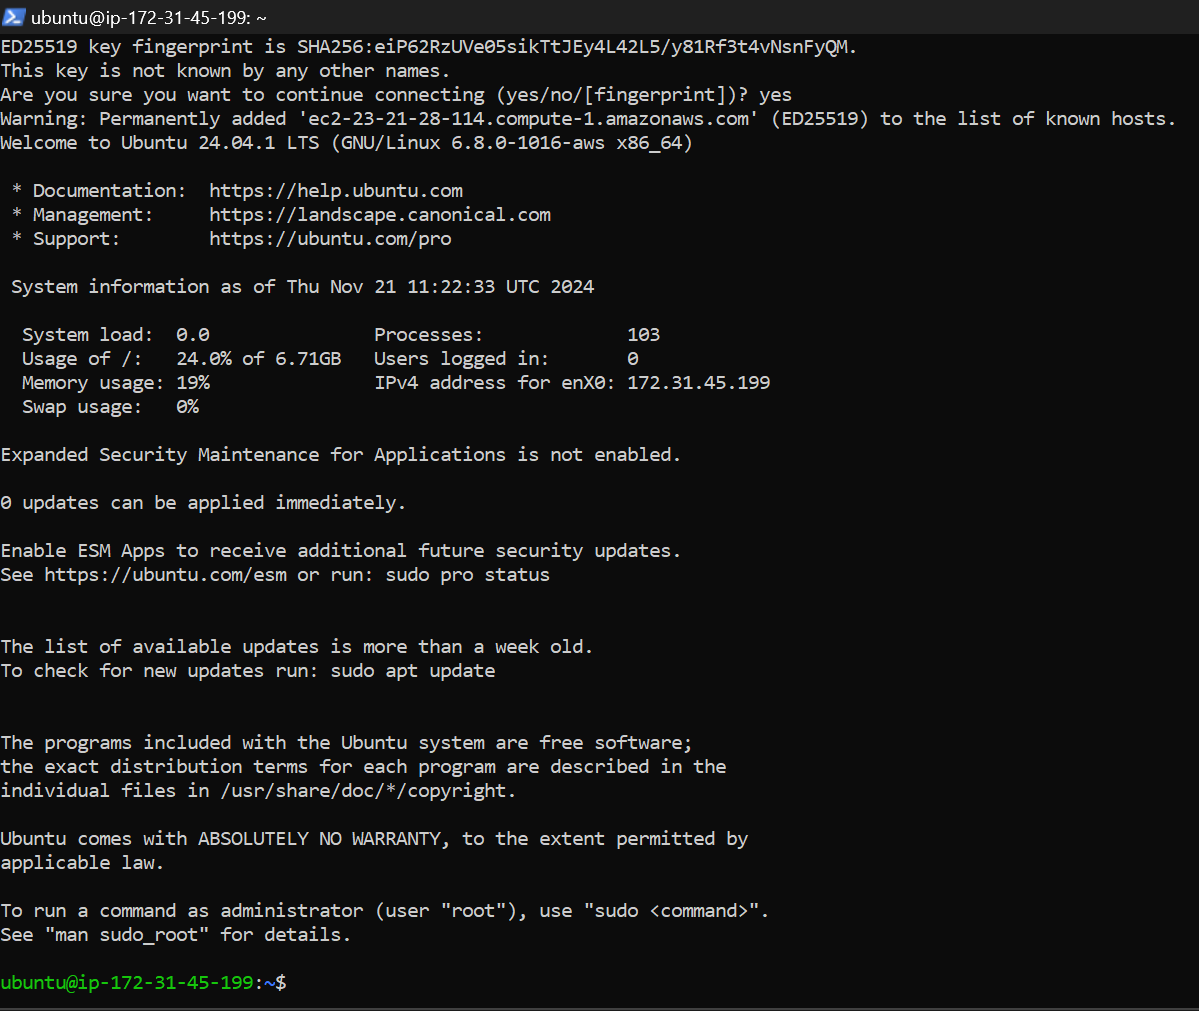 ubuntu@ip-172-31-45-199: ~
ED25519 key fingerprint is SHA256:eiP62RzUVe05sikTtJEy4L42L5/y81Rf3t4vNsnFyQM.
This key is not known by any other names.
Are you sure you want to continue connecting (yes/no/[fingerprint])? yes
Warning: Permanently added 'ec2-23-21-28-114.compute-1.amazonaws.com' (ED25519) to the list of known hosts.
Welcome to Ubuntu 24.04.1 LTS (GNU/Linux 6.8.0-1016-aws x86_64)
* Documentation:  https://help.ubuntu.com
* Management:     https://landscape.canonical.com
* Support:        https://ubuntu.com/pro
System information as of Thu Nov 21 11:22:33 UTC 2024
System load:  0.0               Processes:             103
Usage of /:   24.0% of 6.71GB   Users logged in:       0
Memory usage: 19%               IPv4 address for enX0: 172.31.45.199
Swap usage:   0%
Expanded Security Maintenance for Applications is not enabled.
0 updates can be applied immediately.
Enable ESM Apps to receive additional future security updates.
See https://ubuntu.com/esm or run: sudo pro status
The list of available updates is more than a week old.
To check for new updates run: sudo apt update
The programs included with the Ubuntu system are free software;
the exact distribution terms for each program are described in the
individual files in /usr/share/doc/*/copyright.
Ubuntu comes with ABSOLUTELY NO WARRANTY, to the extent permitted by
applicable law.
To run a command as administrator (user "root"), use "sudo <command>".
See "man sudo_root" for details.
ubuntu@ip-172-31-45-199:~$